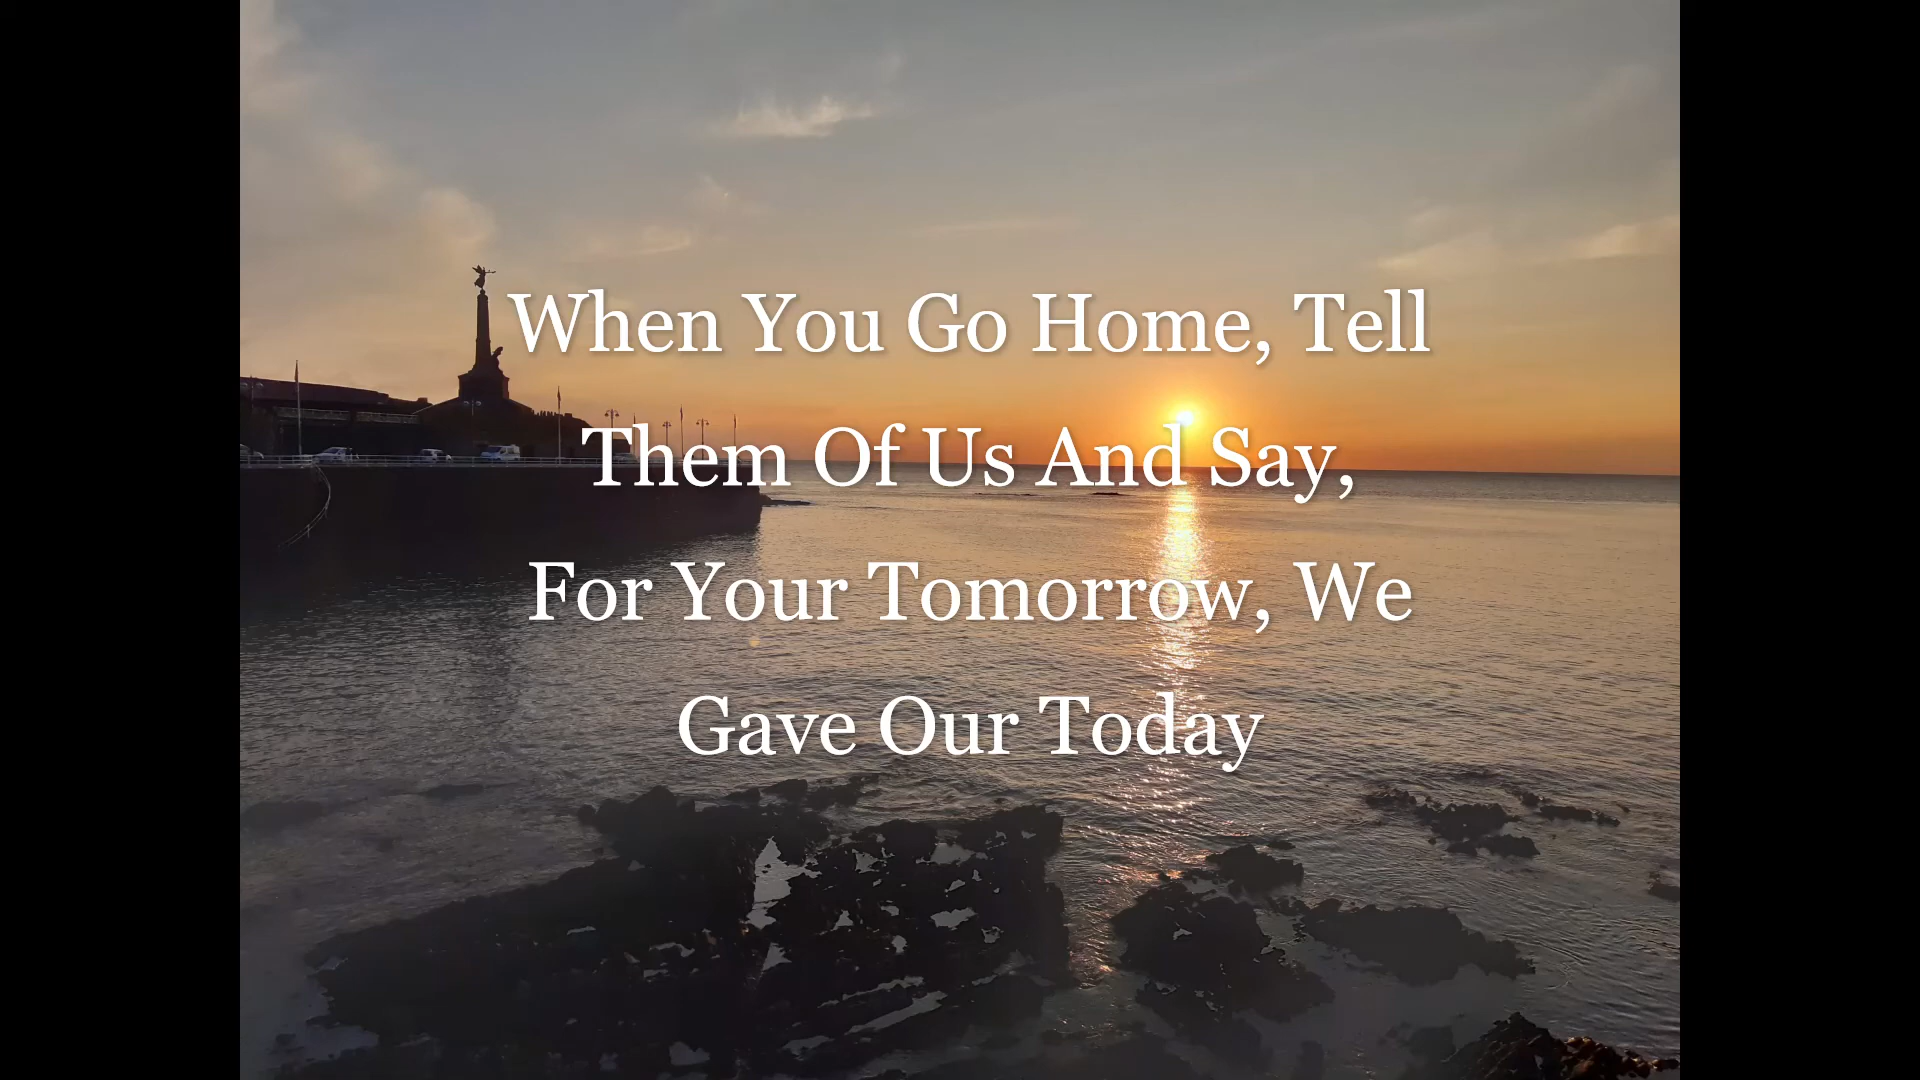 When You Go Home, Tell
Them Of Us And Say,
For Your Tomorrow, We
Gave Our Today